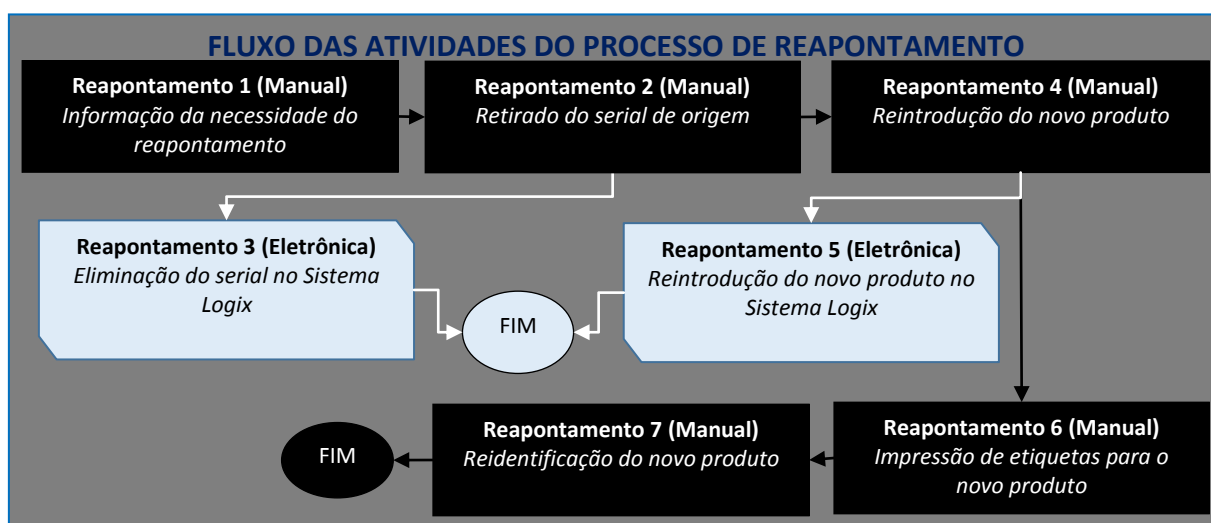 FLUXO DAS ATIVIDADES DO PROCESSO DE REAPONTAMENTO
Reapontamento 1 (Manual)
Informação da necessidade do
reapontamento
Reapontamento 2 (Manual)
Retirado do serial de origem
Reapontamento 4 (Manual)
Reintrodução do novo produto
Reapontamento 3 (Eletrônica)
Eliminação do serial no Sistema
Logix
FIM
Reapontamento 5 (Eletrônica)
Reintrodução do novo produto no
Sistema Logix
FIM
Reapontamento 7 (Manual)
Reidentificação do novo produto
Reapontamento 6 (Manual)
Impressão de etiquetas para o
novo produto